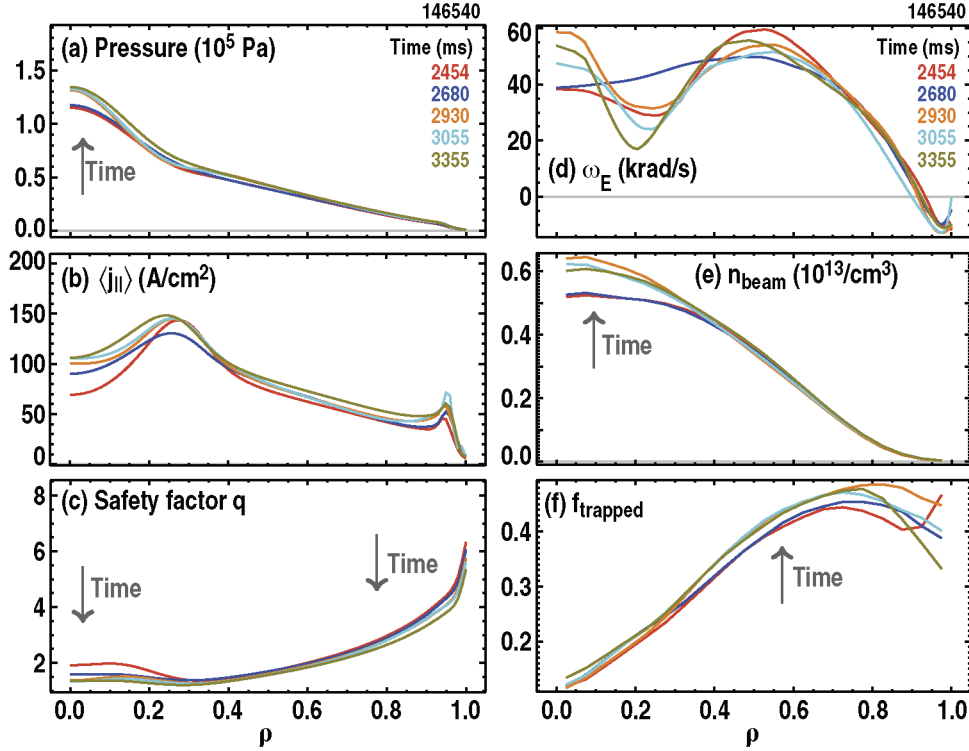 146540
(a) Pressure (10⁵ Pa)
Time (ms)
2454
2680
2930
3055
3355
Time
1.5
1.0
0.5
0.0
(b) ⟨j_||⟩ (A/cm²)
200
150
100
50
0
(c) Safety factor q
Time
Time
8
6
4
2
0.0 0.2 0.4 0.6 0.8 1.0
ρ
146540
60
40
20
0
Time (ms)
2454
2680
2930
3055
3355
(d) ω_E (krad/s)
(e) n_beam (10¹³/cm³)
Time
0.6
0.4
0.2
0.0
(f) f_trapped
Time
0.4
0.3
0.2
0.0 0.2 0.4 0.6 0.8 1.0
ρ